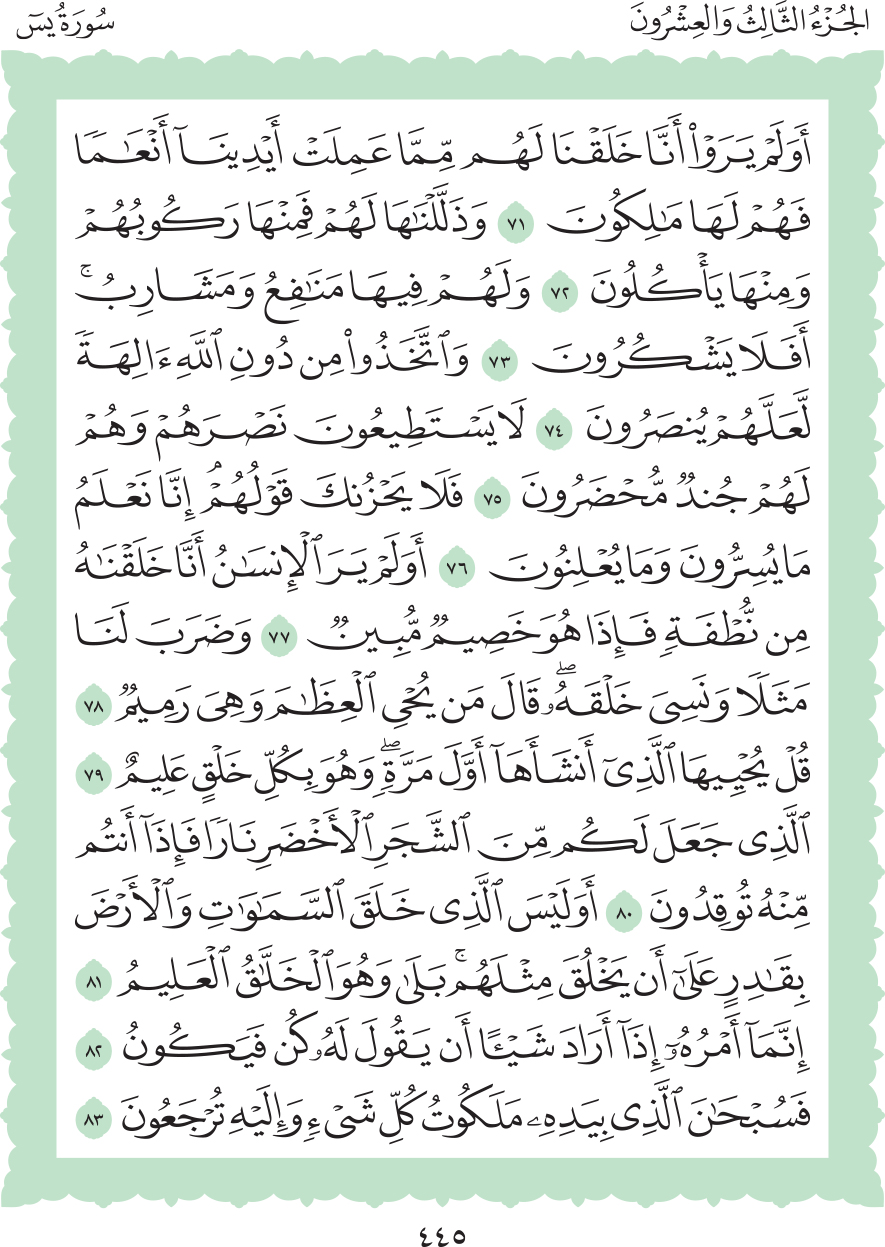 الجُزْءُ الثَّالِثُ وَالعِشْرُونَ
سُورَةُ يسٓ
أَوَلَمۡ يَرَوۡاْ أَنَّا خَلَقۡنَا لَهُم مِّمَّا عَمِلَتۡ أَيۡدِينَآ أَنۡعَٰمٗا
فَهُمۡ لَهَا مَٰلِكُونَ ٧١ وَذَلَّلۡنَٰهَا لَهُمۡ فَمِنۡهَا رَكُوبُهُمۡ
وَمِنۡهَا يَأۡكُلُونَ ٧٢ وَلَهُمۡ فِيهَا مَنَٰفِعُ وَمَشَارِبُۚ
أَفَلَا يَشۡكُرُونَ ٧٣ وَٱتَّخَذُواْ مِن دُونِ ٱللَّهِ ءَالِهَةٗ
لَّعَلَّهُمۡ يُنصَرُونَ ٧٤ لَا يَسۡتَطِيعُونَ نَصۡرَهُمۡ وَهُمۡ
لَهُمۡ جُندٞ مُّحۡضَرُونَ ٧٥ فَلَا يَحۡزُنكَ قَوۡلُهُمۡۘ إِنَّا نَعۡلَمُ
مَا يُسِرُّونَ وَمَا يُعۡلِنُونَ ٧٦ أَوَلَمۡ يَرَ ٱلۡإِنسَٰنُ أَنَّا خَلَقۡنَٰهُ
مِن نُّطۡفَةٖ فَإِذَا هُوَ خَصِيمٞ مُّبِينٞ ٧٧ وَضَرَبَ لَنَا
مَثَلٗا وَنَسِيَ خَلۡقَهُۥۖ قَالَ مَن يُحۡيِ ٱلۡعِظَٰمَ وَهِيَ رَمِيمٞ ٧٨
قُلۡ يُحۡيِيهَا ٱلَّذِيٓ أَنشَأَهَآ أَوَّلَ مَرَّةٖۖ وَهُوَ بِكُلِّ خَلۡقٍ عَلِيمٌ ٧٩
ٱلَّذِي جَعَلَ لَكُم مِّنَ ٱلشَّجَرِ ٱلۡأَخۡضَرِ نَارٗا فَإِذَآ أَنتُم
مِّنۡهُ تُوقِدُونَ ٨٠ أَوَلَيۡسَ ٱلَّذِي خَلَقَ ٱلسَّمَٰوَٰتِ وَٱلۡأَرۡضَ
بِقَٰدِرٍ عَلَىٰٓ أَن يَخۡلُقَ مِثۡلَهُمۚ بَلَىٰ وَهُوَ ٱلۡخَلَّٰقُ ٱلۡعَلِيمُ ٨١
إِنَّمَآ أَمۡرُهُۥٓ إِذَآ أَرَادَ شَيۡـًٔا أَن يَقُولَ لَهُۥ كُن فَيَكُونُ ٨٢
فَسُبۡحَٰنَ ٱلَّذِي بِيَدِهِۦ مَلَكُوتُ كُلِّ شَيۡءٖ وَإِلَيۡهِ تُرۡجَعُونَ ٨٣
٤٤٥